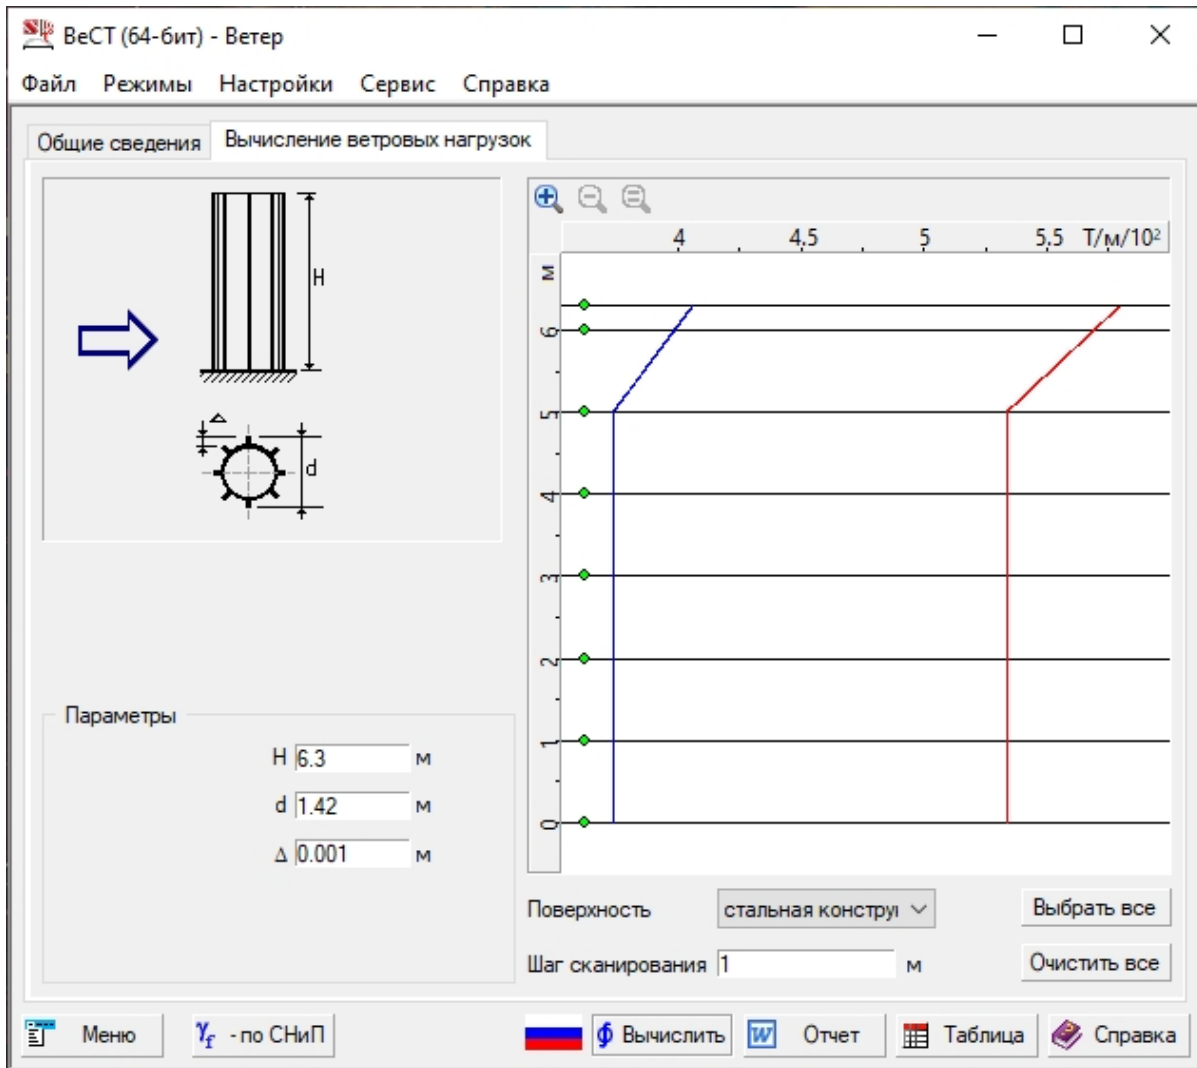 ВеСТ (64-бит) - Ветер
Файл Режимы Настройки Сервис Справка
Общие сведения Вычисление ветровых нагрузок
H
Δ
d
4 4,5 5 5,5 Т/м/10²
м
6
5
4
3
2
1
0
Параметры
H 6.3 м
d 1.42 м
Δ 0.001 м
Поверхность стальная констру Выбрать все
Шаг сканирования 1 м Очистить все
Меню γf - по СНиП Вычислить W Отчет Таблица Справка